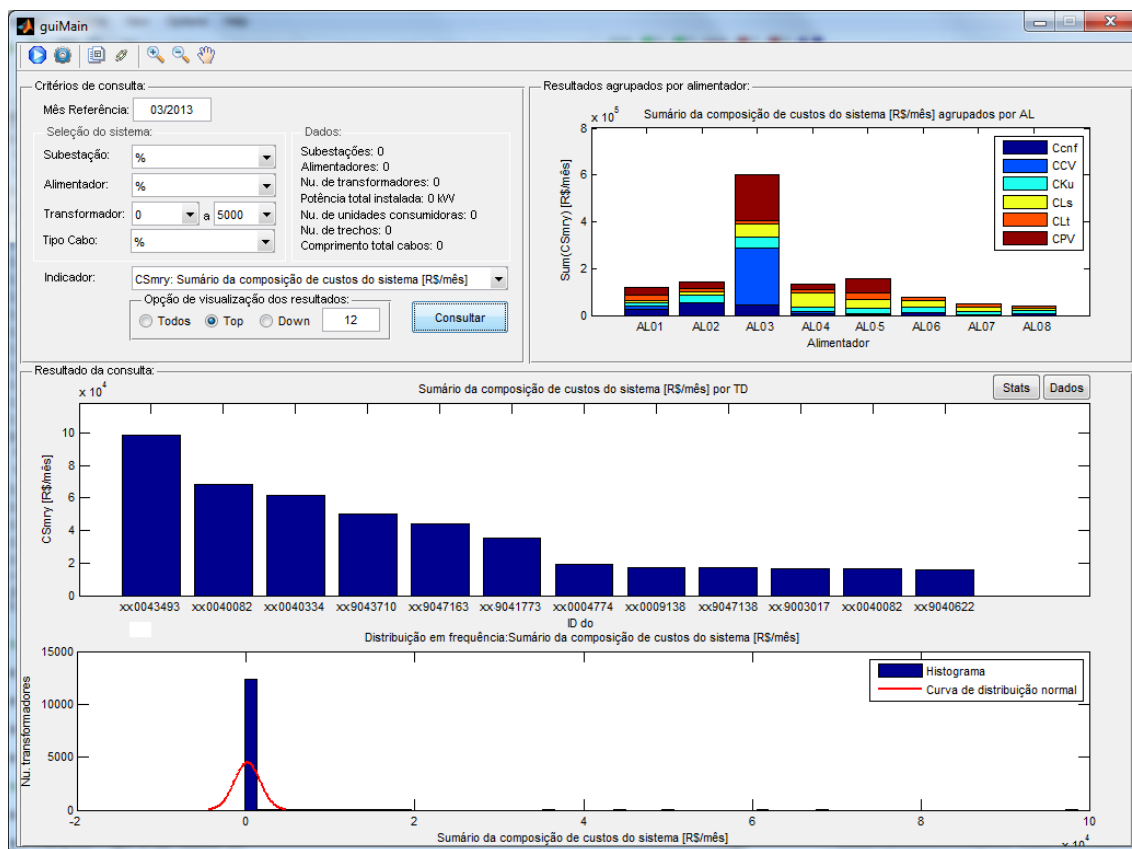 guiMain
Critérios de consulta:
Mês Referência: 03/2013
Seleção do sistema:
Subestação: %
Alimentador: %
Transformador: 0 a 5000
Tipo Cabo: %
Dados:
Subestações: 0
Alimentadores: 0
Nu. de transformadores: 0
Potência total instalada: 0 kW
Nu. de unidades consumidoras: 0
Nu. de trechos: 0
Comprimento total cabos: 0
Indicador: CSmry: Sumário da composição de custos do sistema [R$/mês]
Opção de visualização dos resultados:
Todos Top Down 12
Consultar
Resultados agrupados por alimentador:
x 10^5 Sumário da composição de custos do sistema [R$/mês] agrupados por AL
Sum(CSmry) [R$/mês]
8
6
4
2
0
Ccnf
CCV
CKu
CLs
CLt
CPV
AL01 AL02 AL03 AL04 AL05 AL06 AL07 AL08
Alimentador
Resultado da consulta:
x 10^4 Sumário da composição de custos do sistema [R$/mês] por TD
Stats Dados
CSmry [R$/mês]
10
8
6
4
2
0
xx0043493 xx0040082 xx0040334 xx9043710 xx9047163 xx9041773 xx0004774 xx0009138 xx9047138 xx9003017 xx0040082 xx9040622
ID do
Distribuição em frequência:Sumário da composição de custos do sistema [R$/mês]
Nu. transformadores
15000
10000
5000
0
Histograma
Curva de distribuição normal
-2 0 2 4 6 8 10
Sumário da composição de custos do sistema [R$/mês]
x 10^4